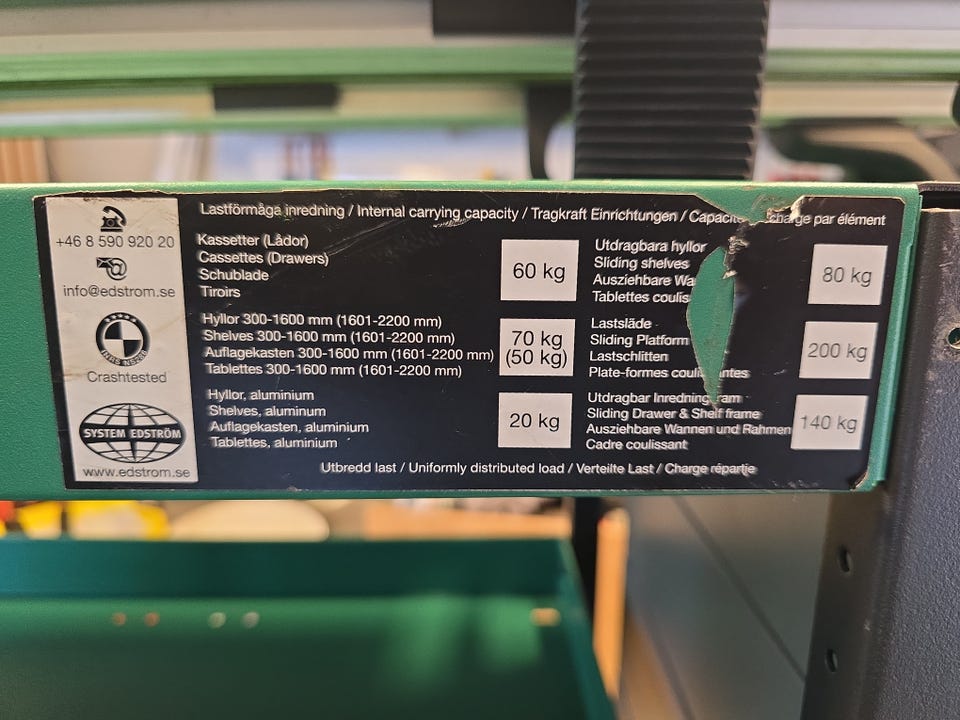 Lastförmåga inredning / Internal carrying capacity / Tragkraft Einrichtungen / Capacité charge par élément
+46 8 590 920 20
info@edstrom.se
Crashtested
SYSTEM EDSTRÖM
www.edstrom.se
Kassetter (Lådor)
Cassettes (Drawers)
Schublade
Tiroirs
60 kg
Hyllor 300-1600 mm (1601-2200 mm)
Shelves 300-1600 mm (1601-2200 mm)
Auflagekasten 300-1600 mm (1601-2200 mm)
Tablettes 300-1600 mm (1601-2200 mm)
70 kg
(50 kg)
Hyllor, aluminium
Shelves, aluminum
Auflagekasten, aluminium
Tablettes, aluminium
20 kg
Utdragbara hyllor
Sliding shelves
Ausziehbare
Tablettes
80 kg
Lastsläde
Sliding Platform
Lastschlitten
Plate-formes
200 kg
Utdragbar
Sliding Drawer & Shelf frame
Ausziehbare Wannen und Rahmen
Cadre coulissant
140 kg
Utbredd last / Uniformly distributed load / Verteilte Last / Charge répartie